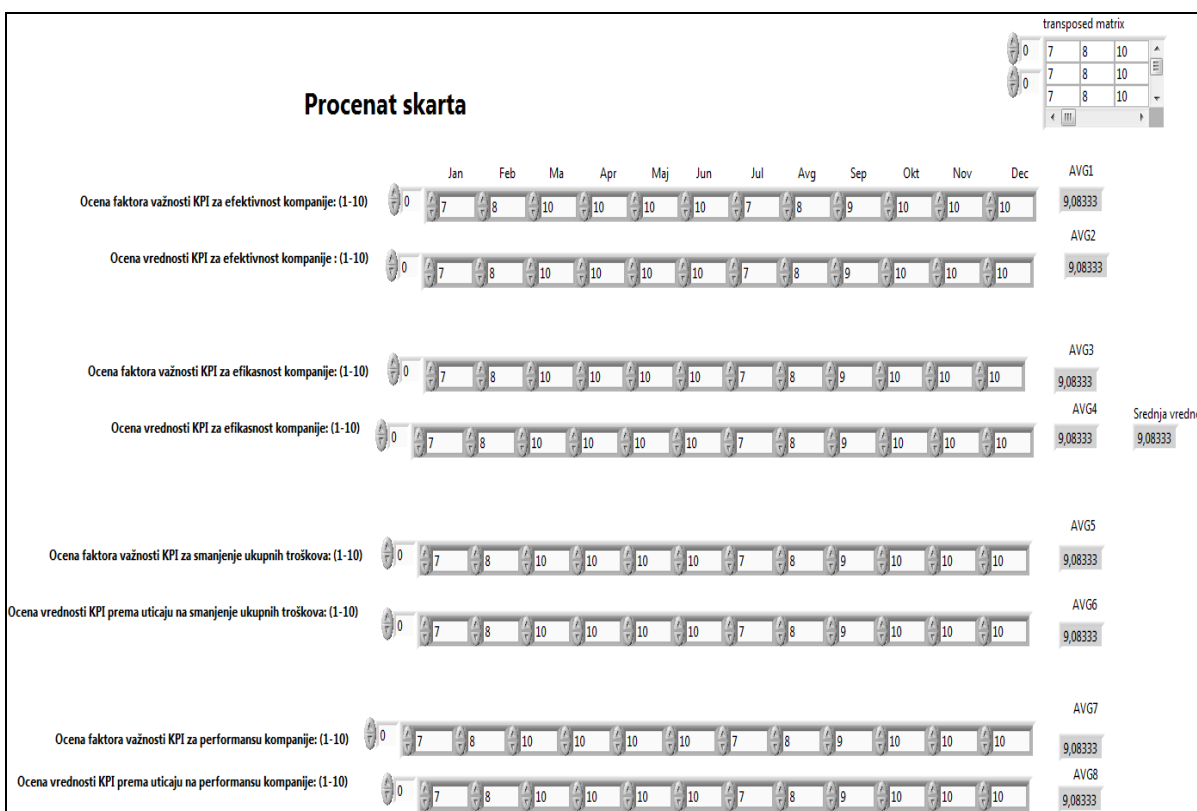 transposed matrix
0 7 8 10
0 7 8 10
7 8 10
Procenat skarta
Jan Feb Ma Apr Maj Jun Jul Avg Sep Okt Nov Dec AVG1
Ocena faktora važnosti KPI za efektivnost kompanije: (1-10) 0 7 8 10 10 10 10 7 8 9 10 10 10 9,08333
AVG2
Ocena vrednosti KPI za efektivnost kompanije : (1-10) 0 7 8 10 10 10 10 7 8 9 10 10 10 9,08333
AVG3
Ocena faktora važnosti KPI za efikasnost kompanije: (1-10) 0 7 8 10 10 10 10 7 8 9 10 10 10 9,08333
AVG4 Srednja vredno
Ocena vrednosti KPI za efikasnost kompanije: (1-10) 0 7 8 10 10 10 10 7 8 9 10 10 10 9,08333 9,08333
AVG5
Ocena faktora važnosti KPI za smanjenje ukupnih troškova: (1-10) 0 7 8 10 10 10 10 7 8 9 10 10 10 9,08333
AVG6
Ocena vrednosti KPI prema uticaju na smanjenje ukupnih troškova: (1-10) 0 7 8 10 10 10 10 7 8 9 10 10 10 9,08333
AVG7
Ocena faktora važnosti KPI za performansu kompanije: (1-10) 0 7 8 10 10 10 10 7 8 9 10 10 10 9,08333
AVG8
Ocena vrednosti KPI prema uticaju na performansu kompanije: (1-10) 0 7 8 10 10 10 10 7 8 9 10 10 10 9,08333